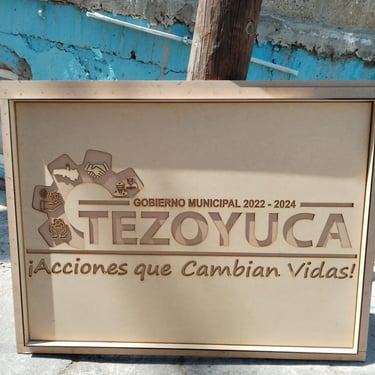 GOBIERNO MUNICIPAL 2022 - 2024
TEZOYUCA
¡Acciones que Cambian Vidas!